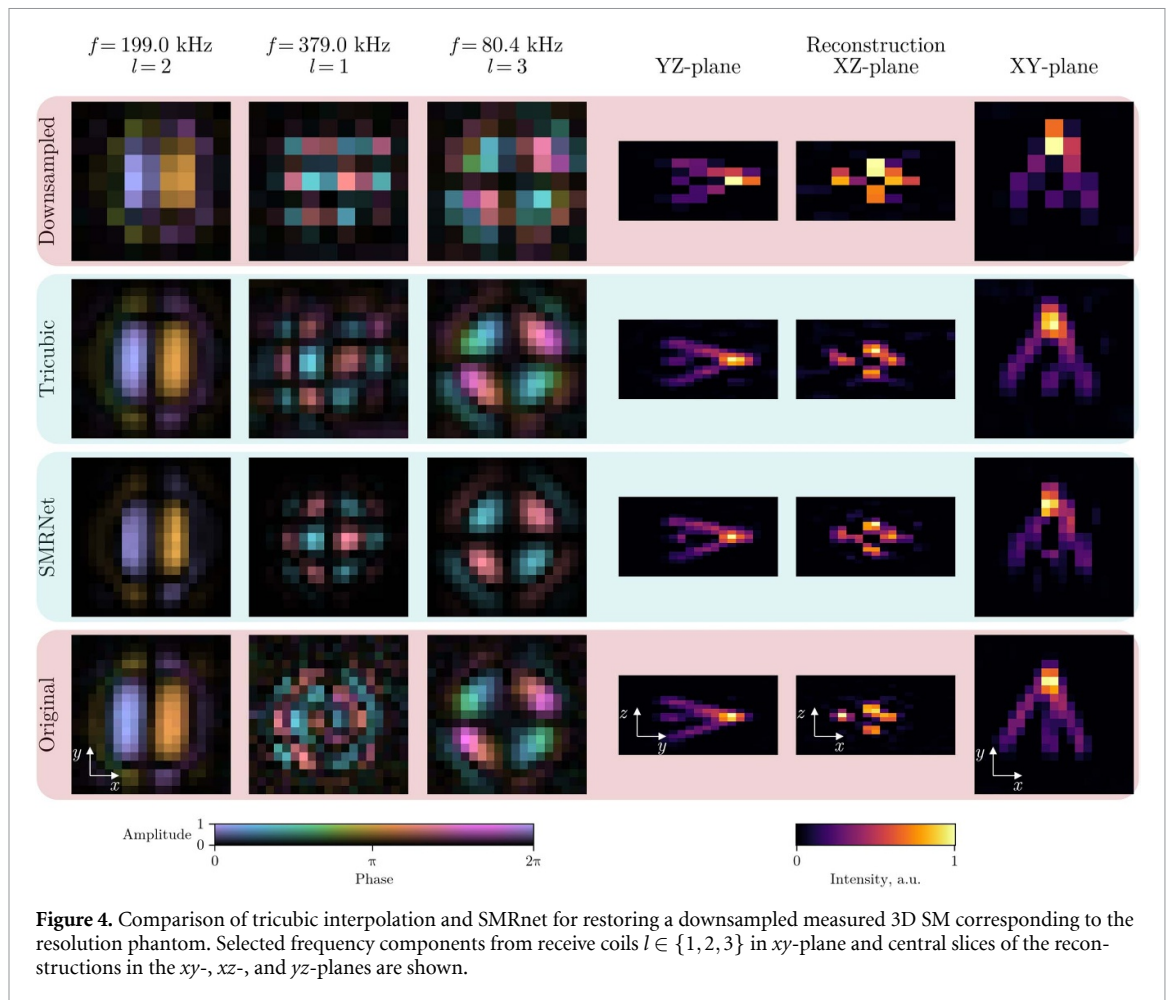 f = 199.0 kHz
l = 2
f = 379.0 kHz
l = 1
f = 80.4 kHz
l = 3
YZ-plane
Reconstruction
XZ-plane
XY-plane
Downsampled
Tricubic
SMRNet
Original
y
x
z
y
z
x
y
x
Amplitude
1
0
0
π
2π
Phase
0
1
Intensity, a.u.
Figure 4. Comparison of tricubic interpolation and SMRnet for restoring a downsampled measured 3D SM corresponding to the
resolution phantom. Selected frequency components from receive coils l ∈ {1, 2, 3} in xy-plane and central slices of the recon-
structions in the xy-, xz-, and yz-planes are shown.